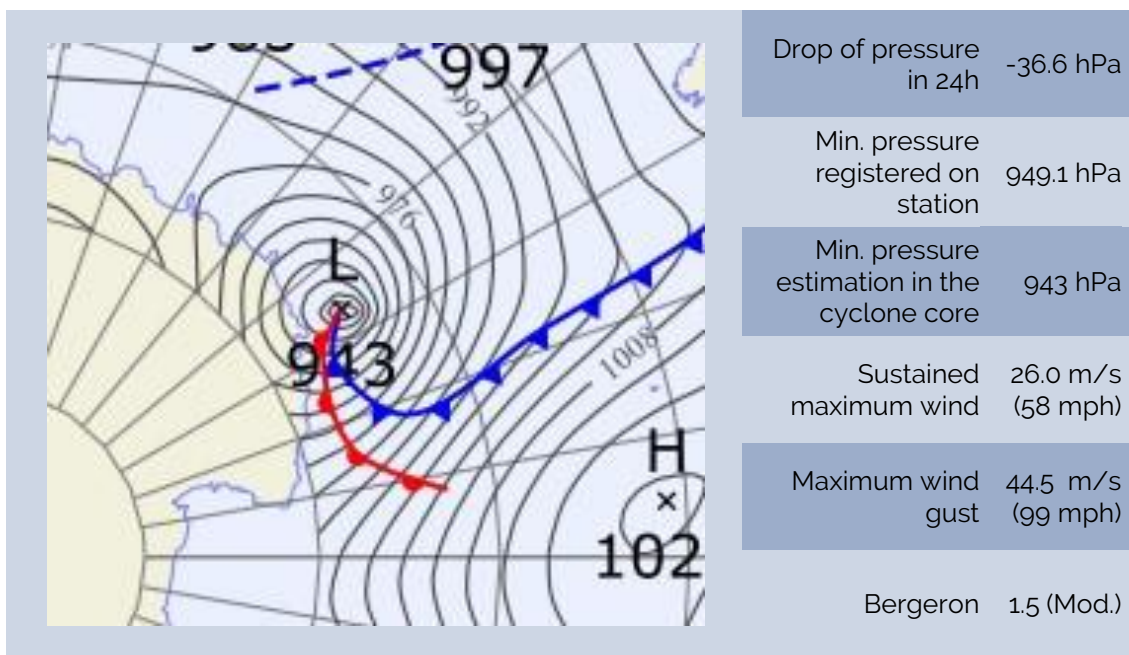 997
992
976
L
943
1008
H
102
Drop of pressure
in 24h
-36.6 hPa
Min. pressure
registered on
station
949.1 hPa
Min. pressure
estimation in the
cyclone core
943 hPa
Sustained
maximum wind
26.0 m/s
(58 mph)
Maximum wind
gust
44.5 m/s
(99 mph)
Bergeron
1.5 (Mod.)